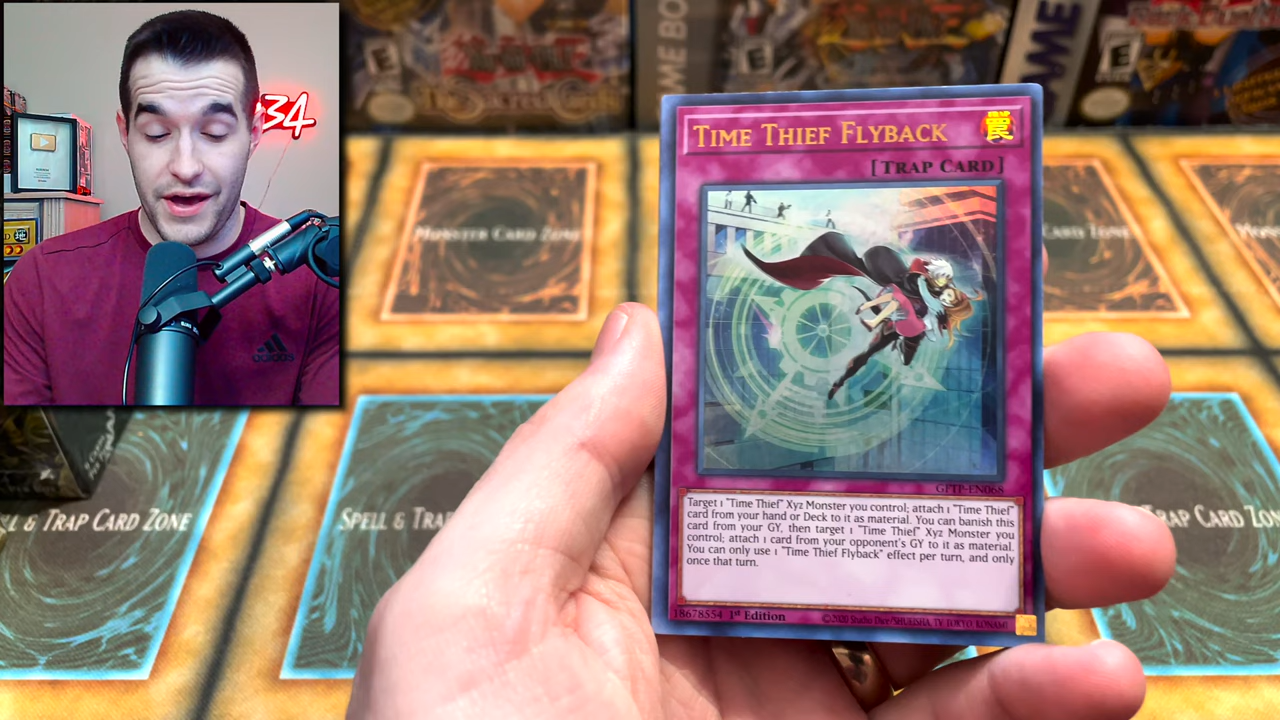 34
adidas
GAME BOY
E
E
GAME
E
TIME THIEF FLYBACK
TRAP
罠
[TRAP CARD]
MONSTER CARD ZONE
CARD ZONE
GFTP-EN068
Target 1 "Time Thief" Xyz Monster you control; attach 1 "Time Thief"
card from your hand or Deck to it as material. You can banish this
card from your GY, then target 1 "Time Thief" Xyz Monster you
control; attach 1 card from your opponent's GY to it as material.
You can only use 1 "Time Thief Flyback" effect per turn, and only
once that turn.
18678554 1st Edition
©2020 Studio Dice/SHUEISHA, TV TOKYO, KONAMI
& TRAP CARD ZONE
SPELL & TRA
TRAP CARD ZON